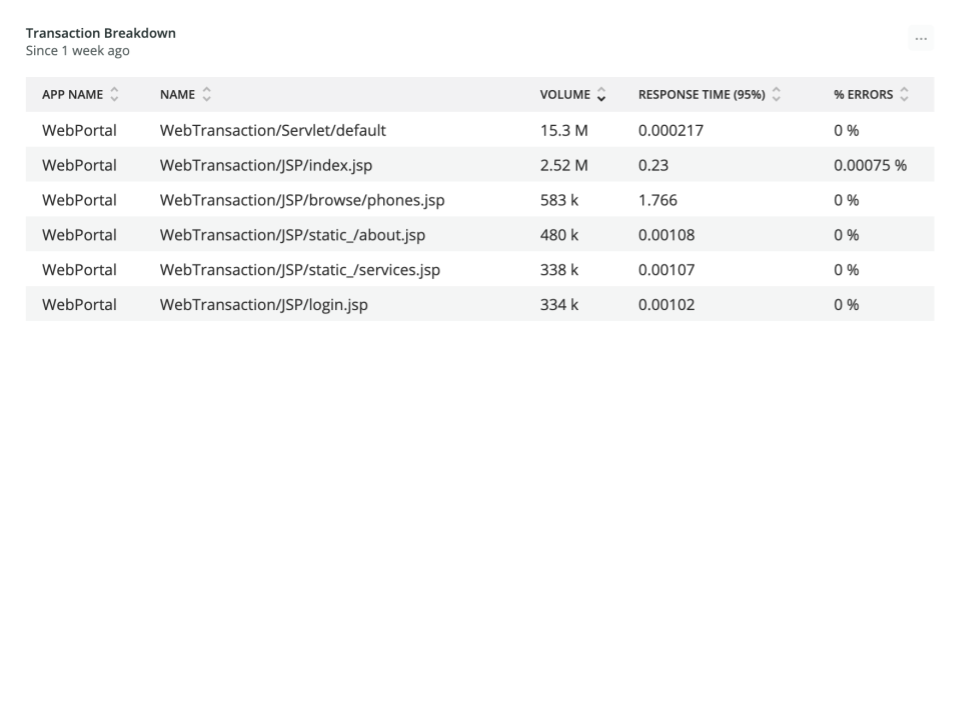 Transaction Breakdown
Since 1 week ago
...
APP NAME NAME VOLUME RESPONSE TIME (95%) % ERRORS
WebPortal WebTransaction/Servlet/default 15.3 M 0.000217 0 %
WebPortal WebTransaction/JSP/index.jsp 2.52 M 0.23 0.00075 %
WebPortal WebTransaction/JSP/browse/phones.jsp 583 k 1.766 0 %
WebPortal WebTransaction/JSP/static_/about.jsp 480 k 0.00108 0 %
WebPortal WebTransaction/JSP/static_/services.jsp 338 k 0.00107 0 %
WebPortal WebTransaction/JSP/login.jsp 334 k 0.00102 0 %